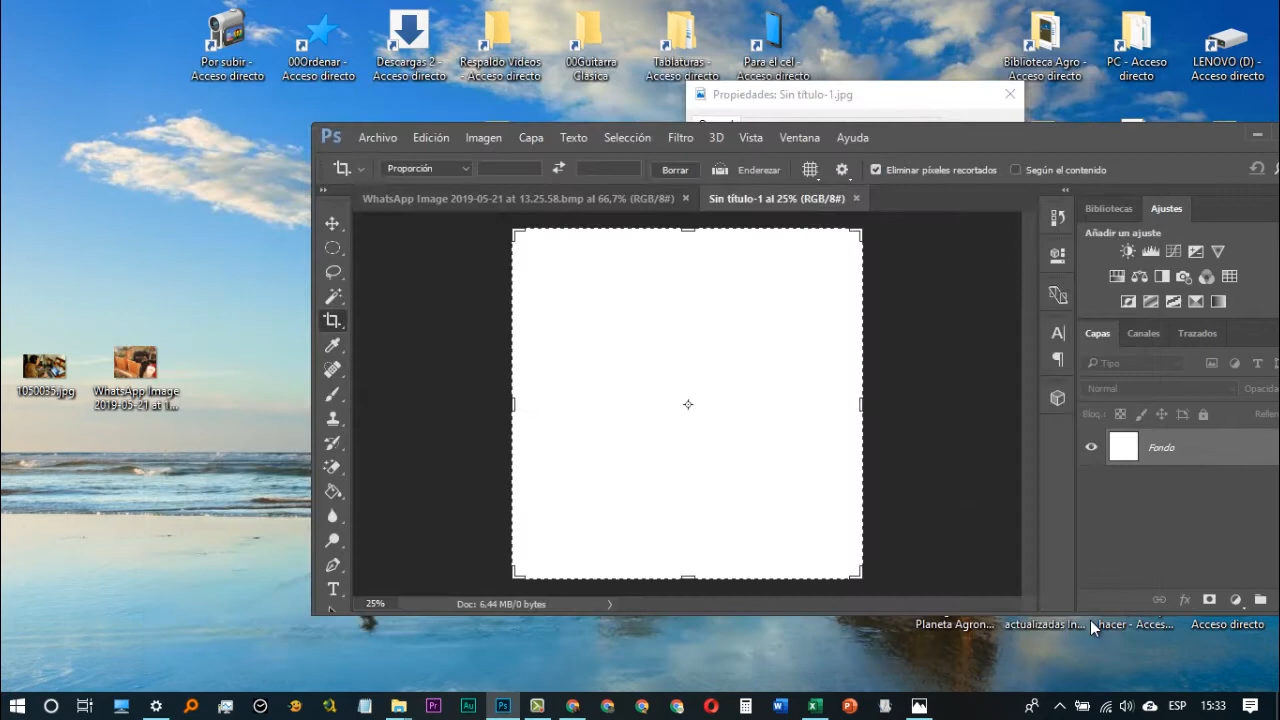 Por subir -
Acceso directo
00Ordenar -
Acceso directo
Descargas 2 -
Acceso directo
Respaldo Videos
- Acceso directo
00Guitarra
Clasica
Tablaturas -
Acceso directo
Para el cel -
Acceso directo
Biblioteca Agro
- Acceso directo
PC - Acceso
directo
LENOVO (D) -
Acceso directo
Propiedades: Sin título-1.jpg
Ps Archivo Edición Imagen Capa Texto Selección Filtro 3D Vista Ventana Ayuda
Proporción Borrar Enderezar Eliminar píxeles recortados Según el contenido
WhatsApp Image 2019-05-21 at 13.25.58.bmp al 66,7% (RGB/8#) × Sin título-1 al 25% (RGB/8#) ×
Bibliotecas Ajustes
Añadir un ajuste
Capas Canales Trazados
Tipo
Normal Opacida
Bloq.: Rellen
Fondo
1050035.jpg
WhatsApp Image
2019-05-21 at 1...
25% Doc: 6.44 MB/0 bytes
Planeta Agron...
actualizadas In...
hacer - Acces...
Acceso directo
Pr Au Ps
ESP 15:33